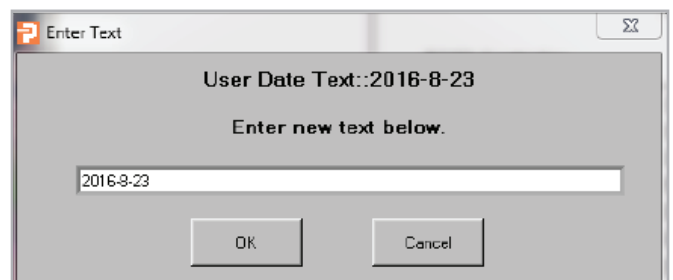 Enter Text
User Date Text::2016-8-23
Enter new text below.
2016-8-23
OK
Cancel